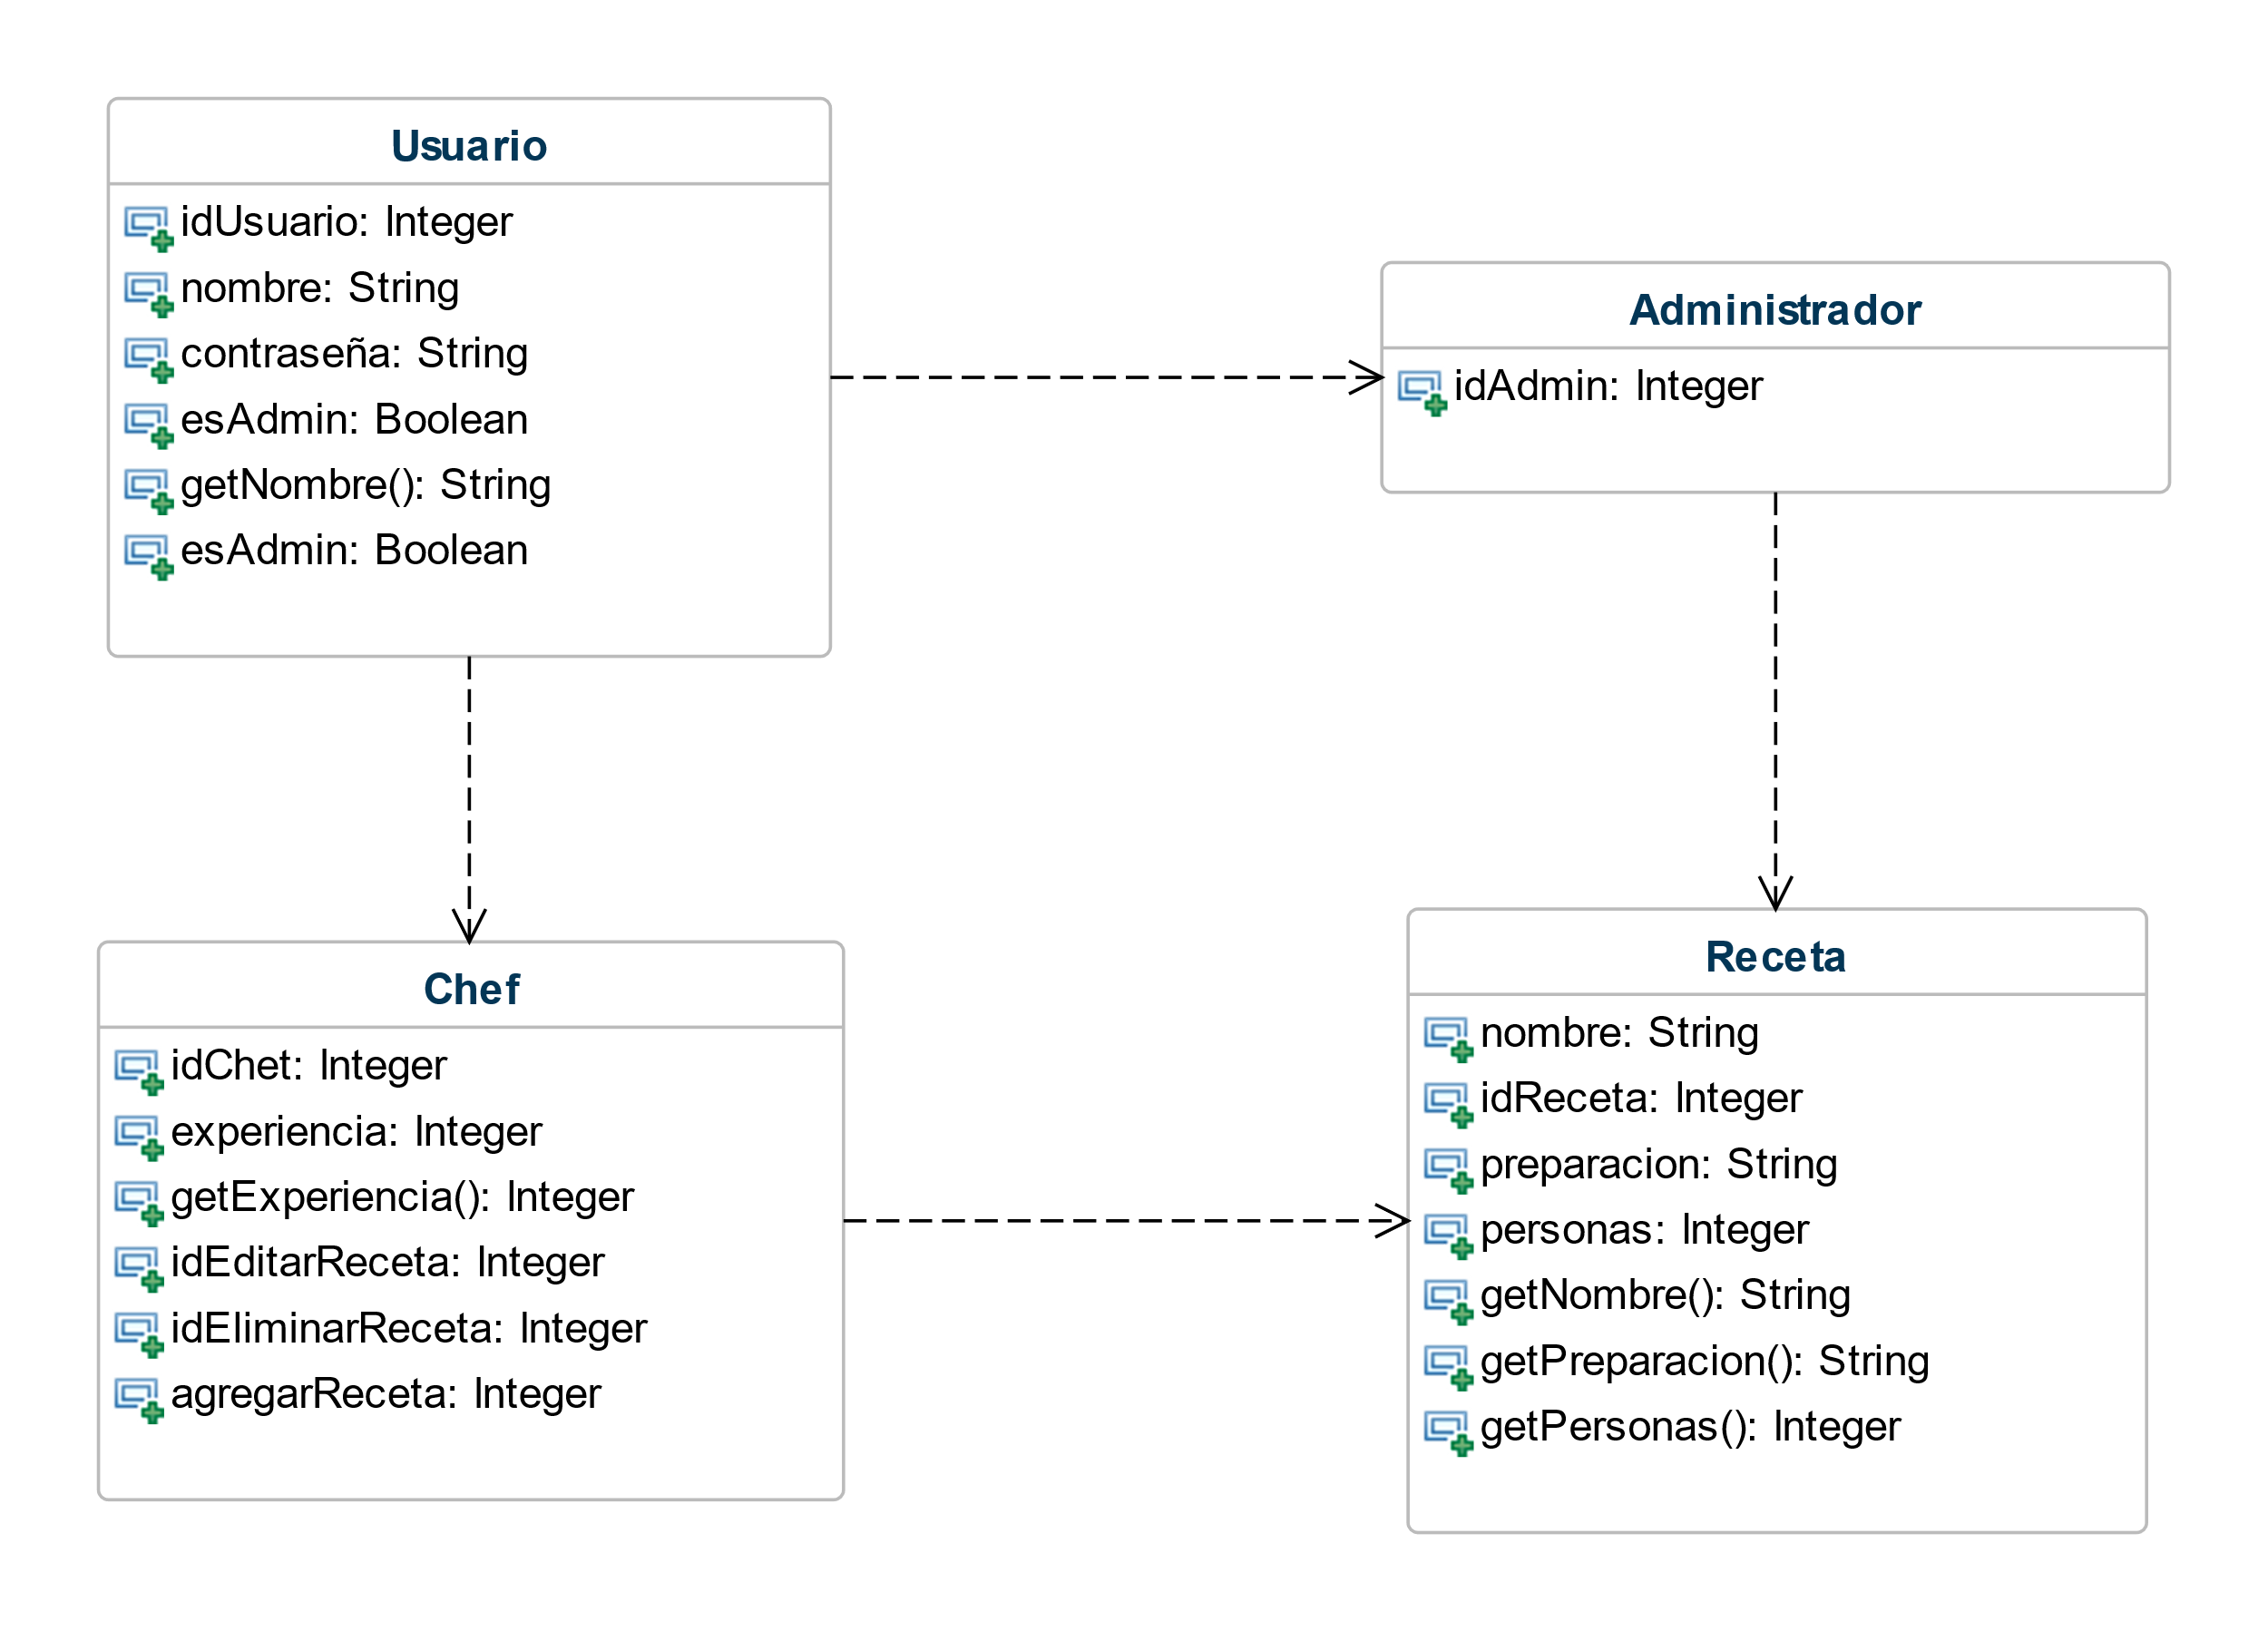 Usuario
idUsuario: Integer
nombre: String
contraseña: String
esAdmin: Boolean
getNombre(): String
esAdmin: Boolean
Administrador
idAdmin: Integer
Chef
idChet: Integer
experiencia: Integer
getExperiencia(): Integer
idEditarReceta: Integer
idEliminarReceta: Integer
agregarReceta: Integer
Receta
nombre: String
idReceta: Integer
preparacion: String
personas: Integer
getNombre(): String
getPreparacion(): String
getPersonas(): Integer